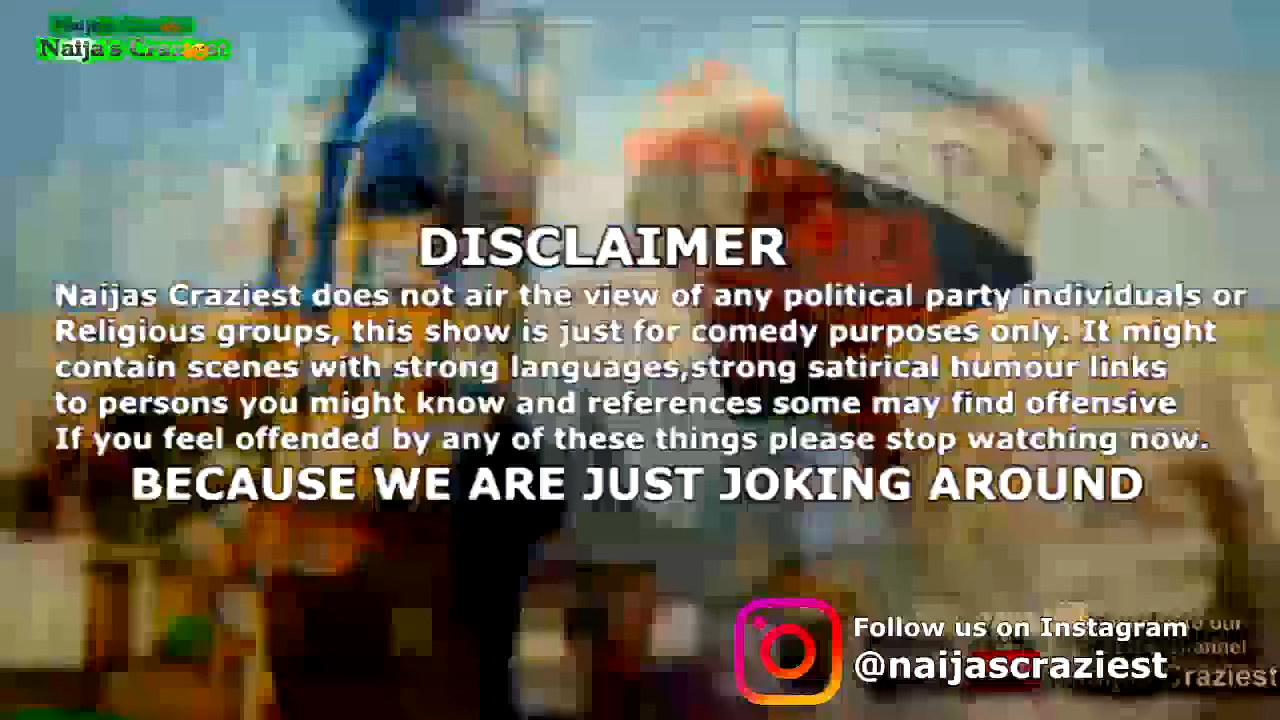 Naija's Craziest
DISCLAIMER
Naijas Craziest does not air the view of any political party individuals or
Religious groups, this show is just for comedy purposes only. It might
contain scenes with strong languages,strong satirical humour links
to persons you might know and references some may find offensive
If you feel offended by any of these things please stop watching now.
BECAUSE WE ARE JUST JOKING AROUND
Follow us on Instagram
@naijascraziest
our
Craziest